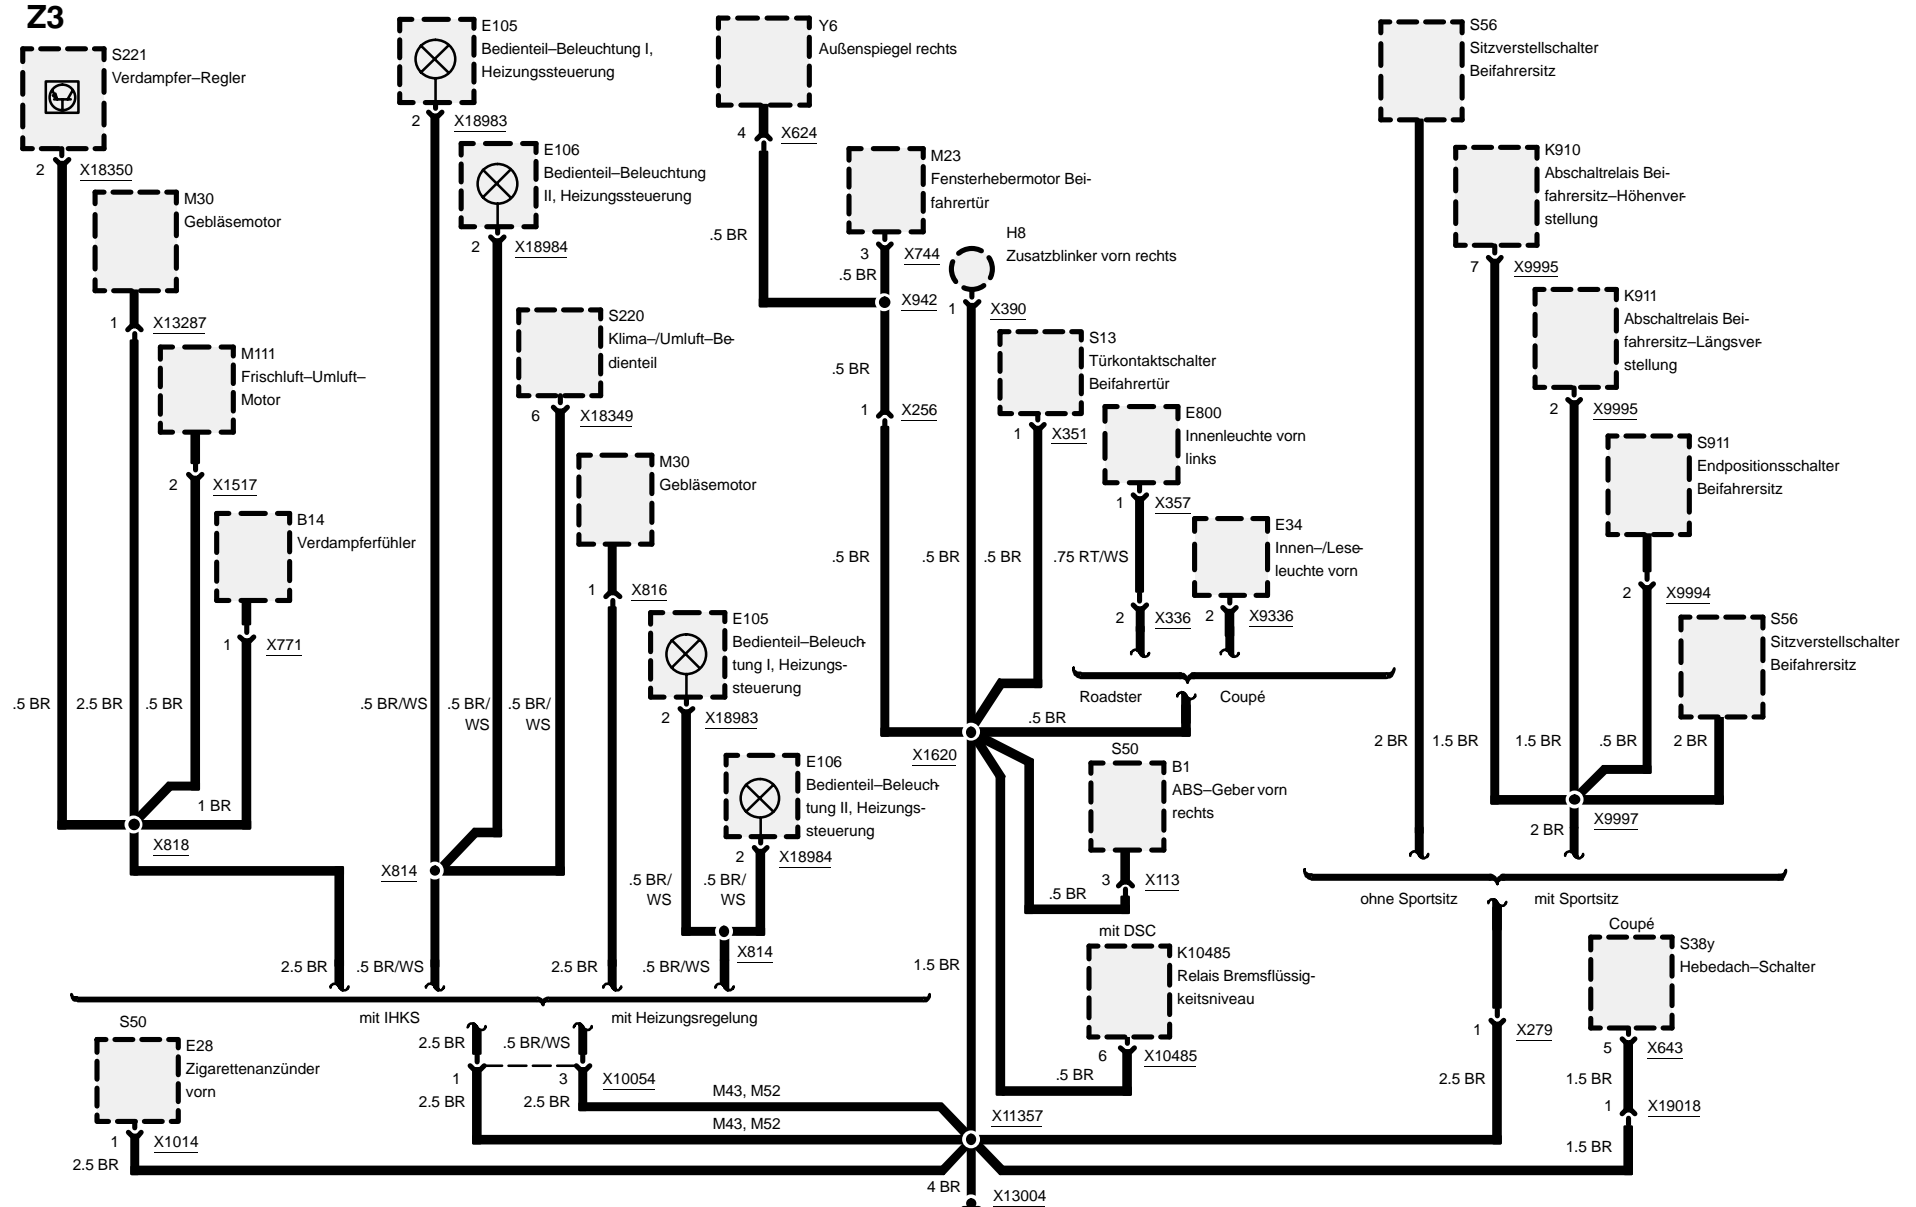 Z3
S221
Verdampfer–Regler
2
X18350
M30
Gebläsemotor
1
X13287
M111
Frischluft–Umluft–
Motor
2
X1517
B14
Verdampferfühler
1
X771
.5 BR
2.5 BR
.5 BR
1 BR
X818
E105
Bedienteil–Beleuchtung I,
Heizungssteuerung
2
X18983
E106
Bedienteil–Beleuchtung
II, Heizungssteuerung
2
X18984
S220
Klima–/Umluft–Be-
dienteil
6
X18349
M30
Gebläsemotor
1
X816
E105
Bedienteil–Beleuch-
tung I, Heizungs-
steuerung
2
X18983
E106
Bedienteil–Beleuch-
tung II, Heizungs-
steuerung
2
X18984
.5 BR/WS
.5 BR/
WS
.5 BR/
WS
X814
.5 BR/
WS
.5 BR/
WS
X814
2.5 BR
.5 BR/WS
2.5 BR
.5 BR/WS
mit IHKS
mit Heizungsregelung
Y6
Außenspiegel rechts
4
X624
.5 BR
M23
Fensterhebermotor Bei-
fahrertür
3
X744
.5 BR
X942
H8
Zusatzblinker vorn rechts
1
X390
.5 BR
1
X256
S13
Türkontaktschalter
Beifahrertür
1
X351
E800
Innenleuchte vorn
links
1
X357
E34
Innen–/Lese-
leuchte vorn
.5 BR
.5 BR
.5 BR
.75 RT/WS
2
X336
2
X9336
Roadster
Coupé
.5 BR
X1620
S50
B1
ABS–Geber vorn
rechts
3
X113
.5 BR
mit DSC
K10485
Relais Bremsflüssig-
keitsniveau
6
X10485
.5 BR
1.5 BR
S56
Sitzverstellschalter
Beifahrersitz
K910
Abschaltrelais Bei-
fahrersitz–Höhenver-
stellung
7
X9995
K911
Abschaltrelais Bei-
fahrersitz–Längsver-
stellung
2
X9995
S911
Endpositionsschalter
Beifahrersitz
2
X9994
S56
Sitzverstellschalter
Beifahrersitz
2 BR
1.5 BR
1.5 BR
.5 BR
2 BR
X9997
2 BR
ohne Sportsitz
mit Sportsitz
Coupé
S38y
Hebedach–Schalter
1
X279
5
X643
2.5 BR
1.5 BR
1
X19018
1.5 BR
S50
E28
Zigarettenanzünder
vorn
1
X1014
2.5 BR
2.5 BR
.5 BR/WS
1
3
X10054
2.5 BR
2.5 BR
M43, M52
M43, M52
X11357
4 BR
X13004